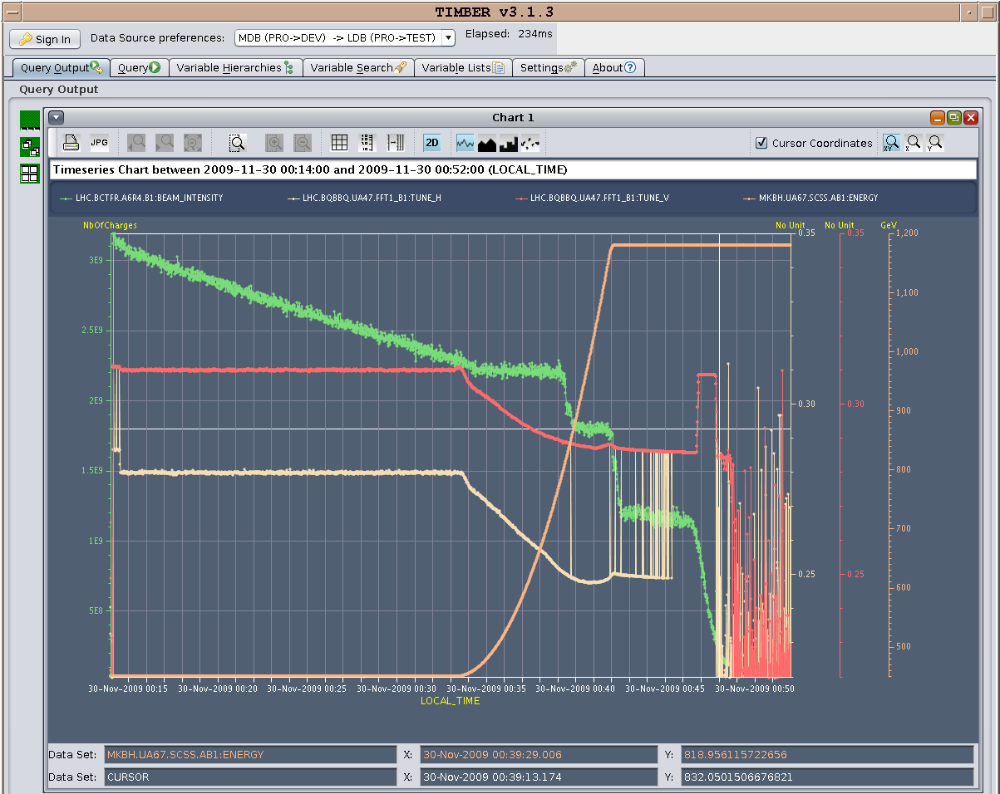 TIMBER v3.1.3
Sign In Data Source preferences: MDB (PRO->DEV) -> LDB (PRO->TEST) Elapsed: 234ms
Query Output Query Variable Hierarchies Variable Search Variable Lists Settings About
Query Output
Chart 1
JPG 2D Cursor Coordinates XY X Y
Timeseries Chart between 2009-11-30 00:14:00 and 2009-11-30 00:52:00 (LOCAL_TIME)
LHC.BCTFR.A6R4.B1:BEAM_INTENSITY LHC.BQBBQ.UA47.FFT1_B1:TUNE_H LHC.BQBBQ.UA47.FFT1_B1:TUNE_V MKBH.UA67.SCSS.AB1:ENERGY
NbOfCharges No Unit No Unit GeV
0.35 0.35 1,200
3E9
1,100
2.5E9
1,000
2E9 0.30 0.30
900
1.5E9 800
700
1E9
0.25 0.25
600
5E8
500
30-Nov-2009 00:15 30-Nov-2009 00:20 30-Nov-2009 00:25 30-Nov-2009 00:30 30-Nov-2009 00:35 30-Nov-2009 00:40 30-Nov-2009 00:45 30-Nov-2009 00:50
LOCAL_TIME
Data Set: MKBH.UA67.SCSS.AB1:ENERGY X: 30-Nov-2009 00:39:29.006 Y: 818.956115722656
Data Set: CURSOR X: 30-Nov-2009 00:39:13.174 Y: 832.0501506676821